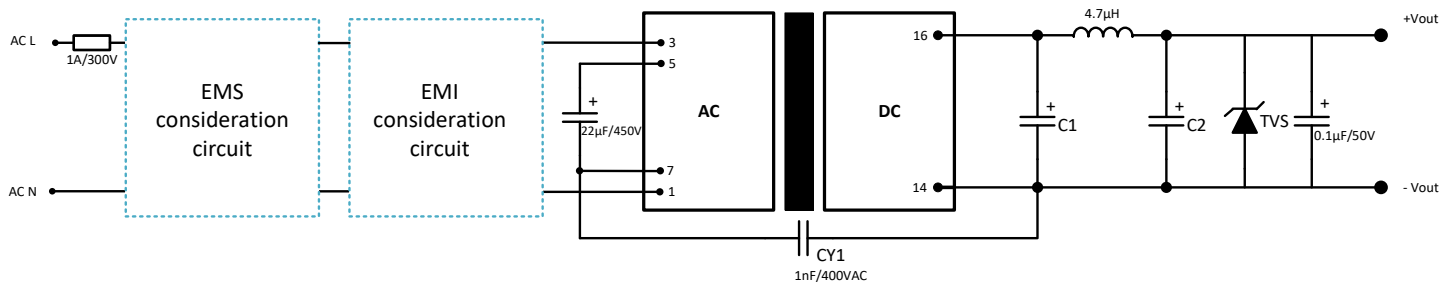 AC L
1A/300V
AC N
EMS
consideration
circuit
EMI
consideration
circuit
+
22μF/450V
3
5
7
1
AC
DC
16
14
CY1
1nF/400VAC
4.7μH
+
C1
+
C2
TVS
+
0.1μF/50V
+Vout
- Vout